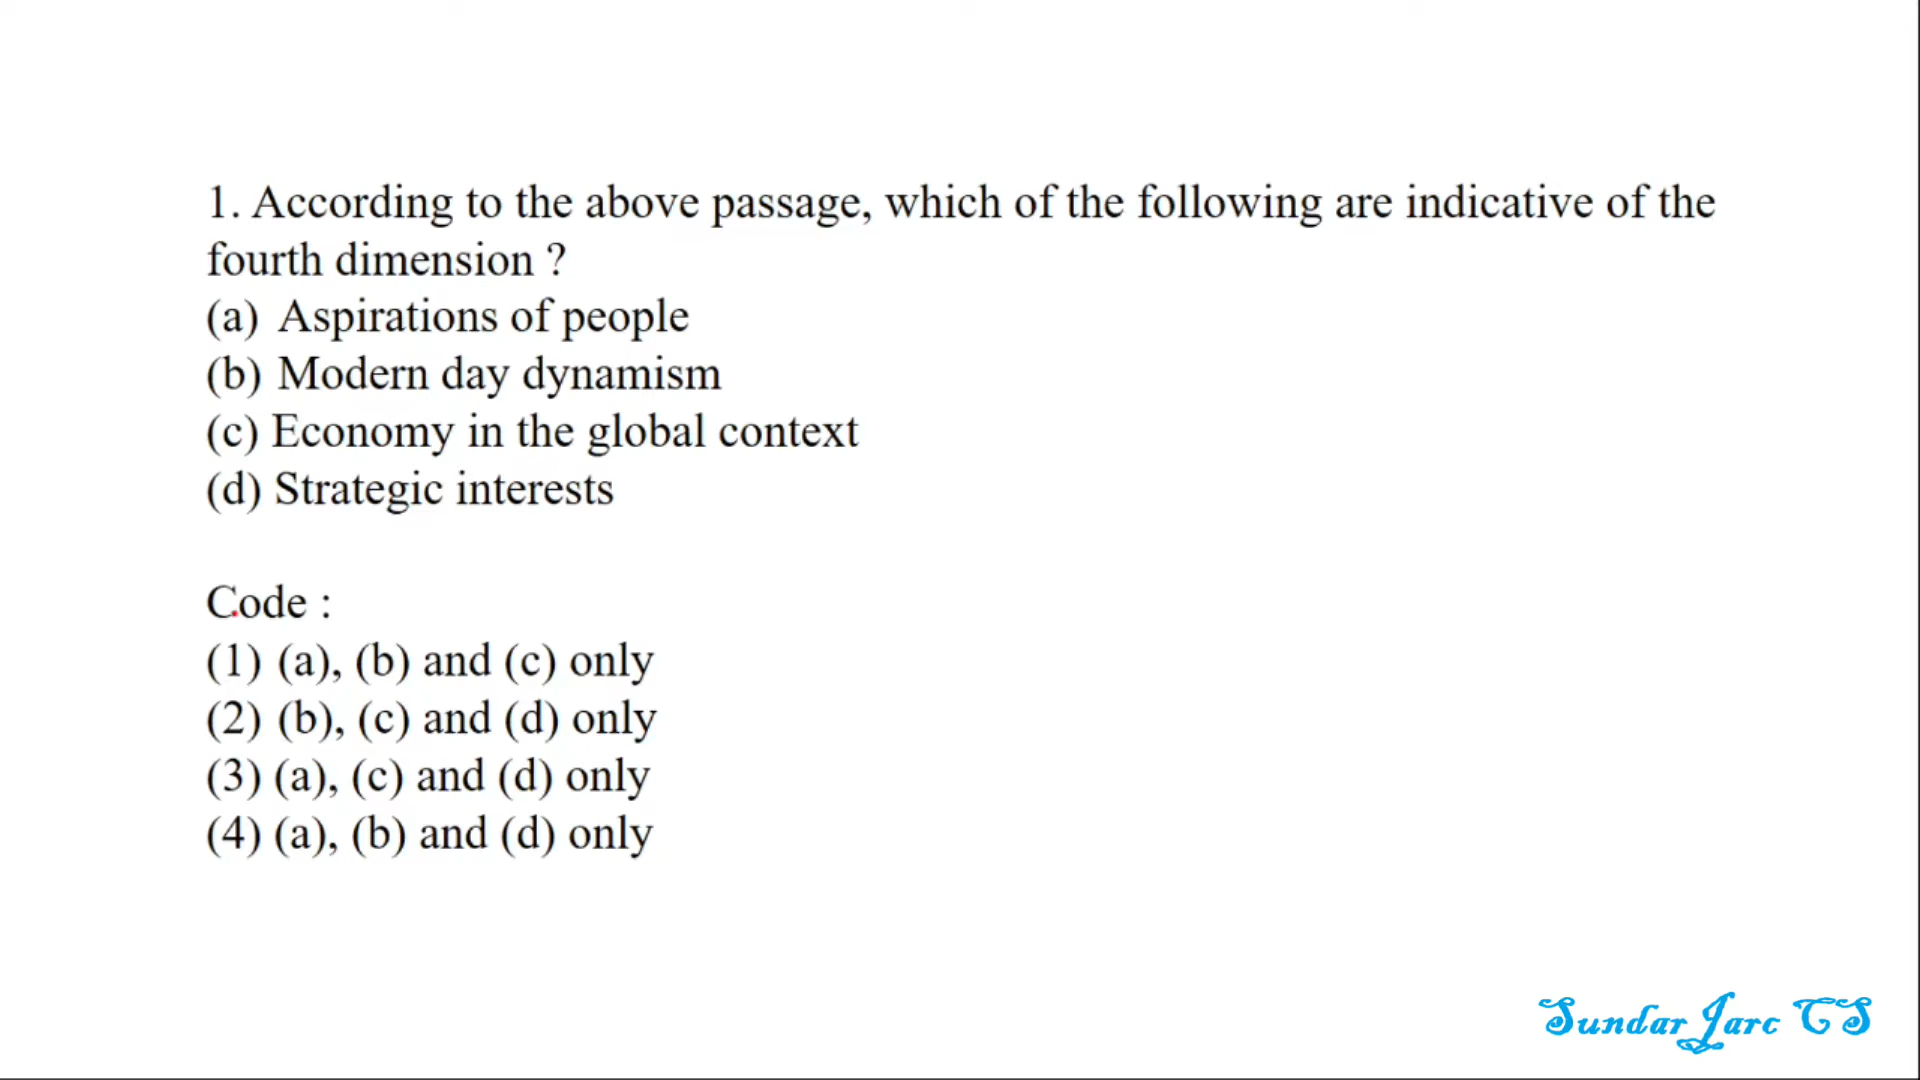 1. According to the above passage, which of the following are indicative of the
fourth dimension ?
(a) Aspirations of people
(b) Modern day dynamism
(c) Economy in the global context
(d) Strategic interests
Code :
(1) (a), (b) and (c) only
(2) (b), (c) and (d) only
(3) (a), (c) and (d) only
(4) (a), (b) and (d) only
Sundar Jarc CS